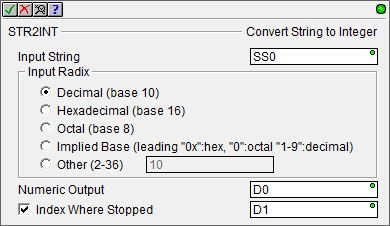 STR2INT Convert String to Integer
Input String SS0
Input Radix
Decimal (base 10)
Hexadecimal (base 16)
Octal (base 8)
Implied Base (leading "0x":hex, "0":octal "1-9":decimal)
Other (2-36) 10
Numeric Output D0
Index Where Stopped D1